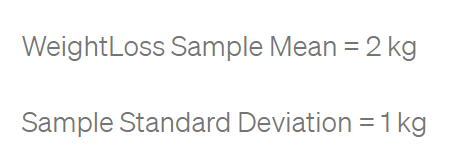 WeightLoss Sample Mean = 2 kg
Sample Standard Deviation = 1 kg